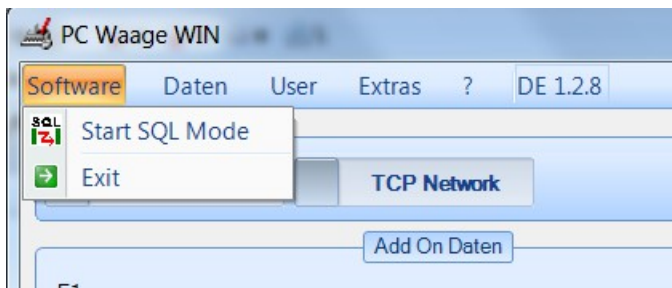 PC Waage WIN
Software Daten User Extras ? DE 1.2.8
SQL Start SQL Mode
Exit
TCP Network
Add On Daten